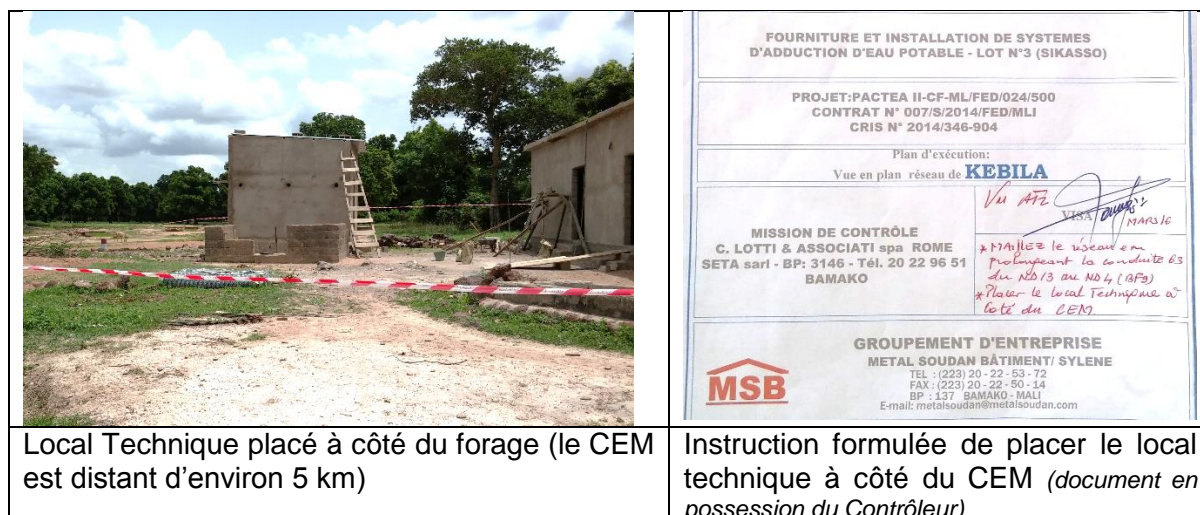 FOURNITURE ET INSTALLATION DE SYSTEMES
D'ADDUCTION D'EAU POTABLE - LOT N°3 (SIKASSO)
PROJET:PACTEA II-CF-ML/FED/024/500
CONTRAT N° 007/S/2014/FED/MLI
CRIS N° 2014/346-904
Plan d'exécution:
Vue en plan réseau de KEBILA
MISSION DE CONTRÔLE
C. LOTTI & ASSOCIATI spa ROME
SETA sarl - BP: 3146 - Tél. 20 22 96 51
BAMAKO
Vu
VISA
MARS 16
* MAILLEZ le réseau en
prolongeant la conduite 63
du ND13 au ND4 (BF9)
* Placer le local Technique à
coté du CEM
GROUPEMENT D'ENTREPRISE
METAL SOUDAN BÂTIMENT/ SYLENE
TEL : (223) 20 - 22 - 53 - 72
FAX : (223) 20 - 22 - 50 - 14
BP : 137 BAMAKO - MALI
E-mail: metalsoudan@metalsoudan.com
MSB
Local Technique placé à côté du forage (le CEM
est distant d'environ 5 km)
Instruction formulée de placer le local
technique à côté du CEM (document en
possession du Contrôleur)